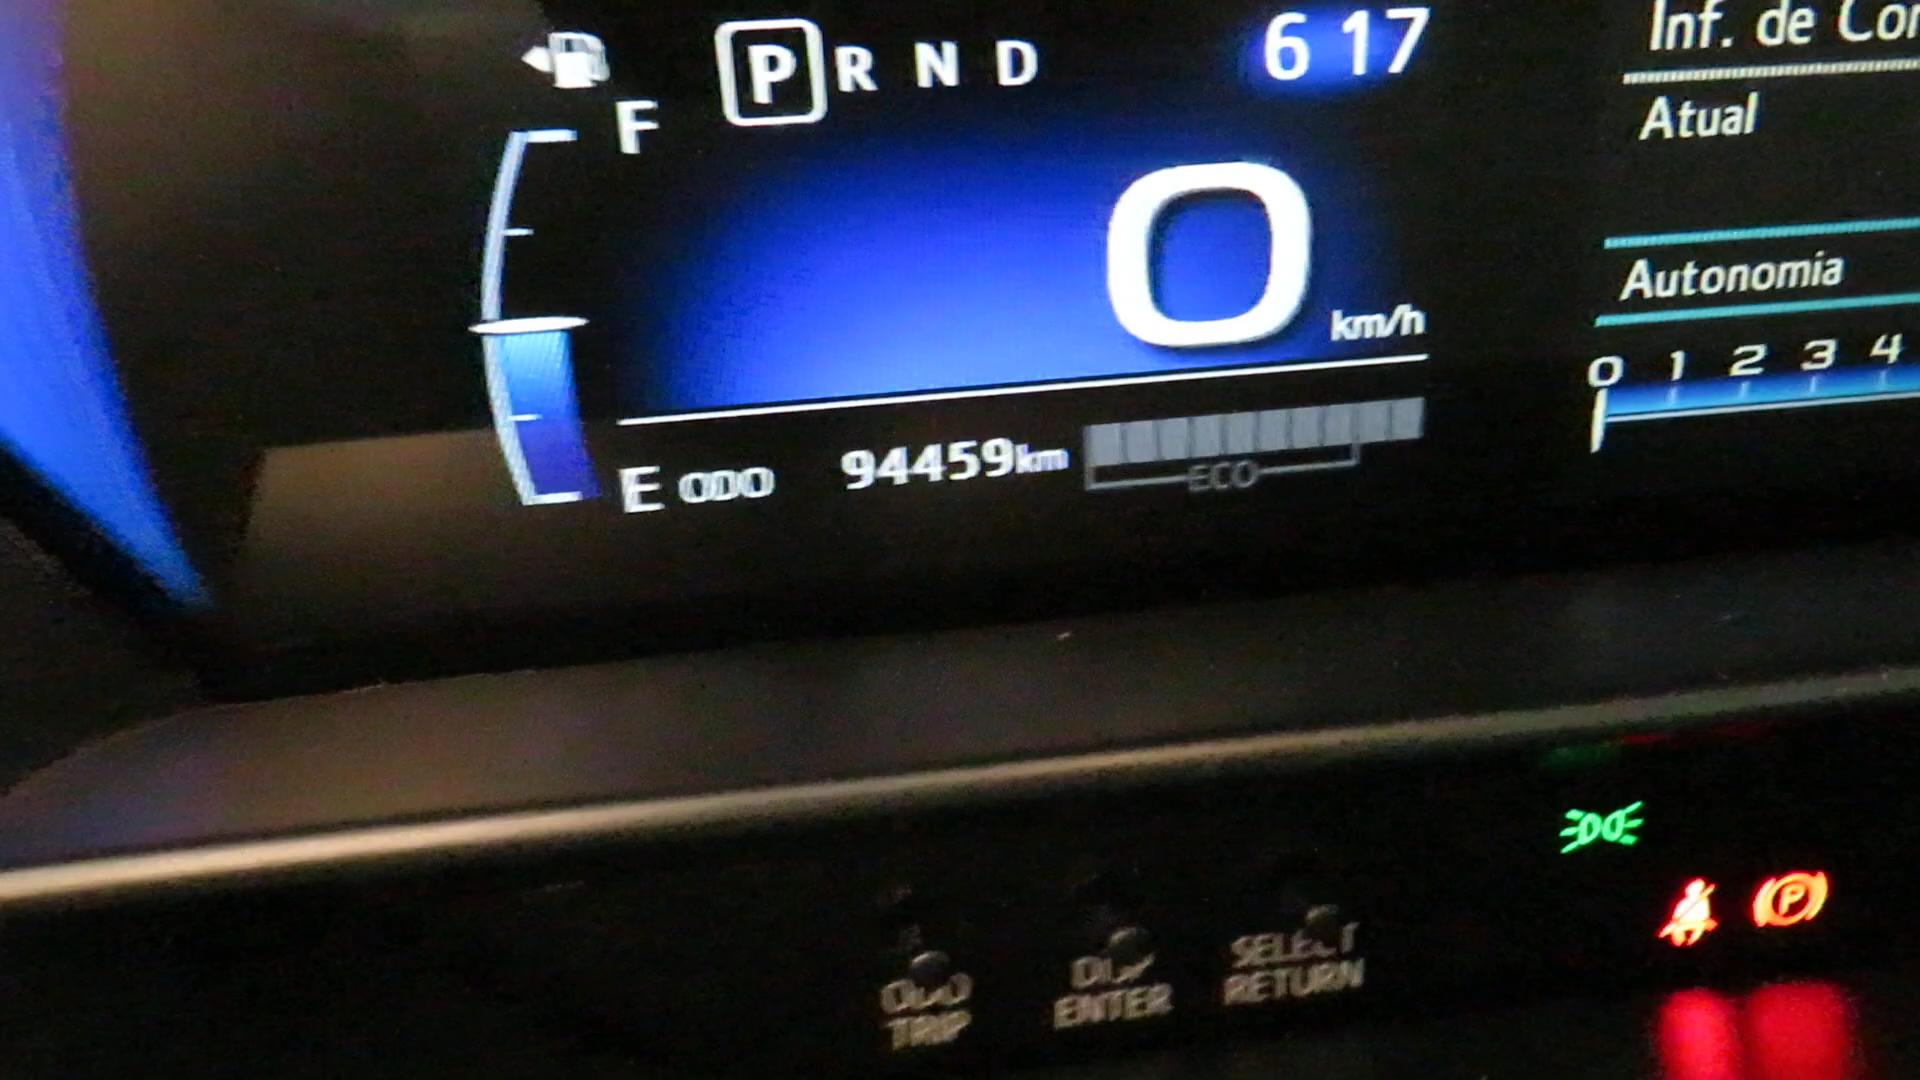 P R N D
6 17
F
0
km/h
E ODO 94459km
ECO
Inf. de
Atual
Autonomia
0 1 2 3 4
ODO
TRIP
DISP
ENTER
SELECT
RETURN
P